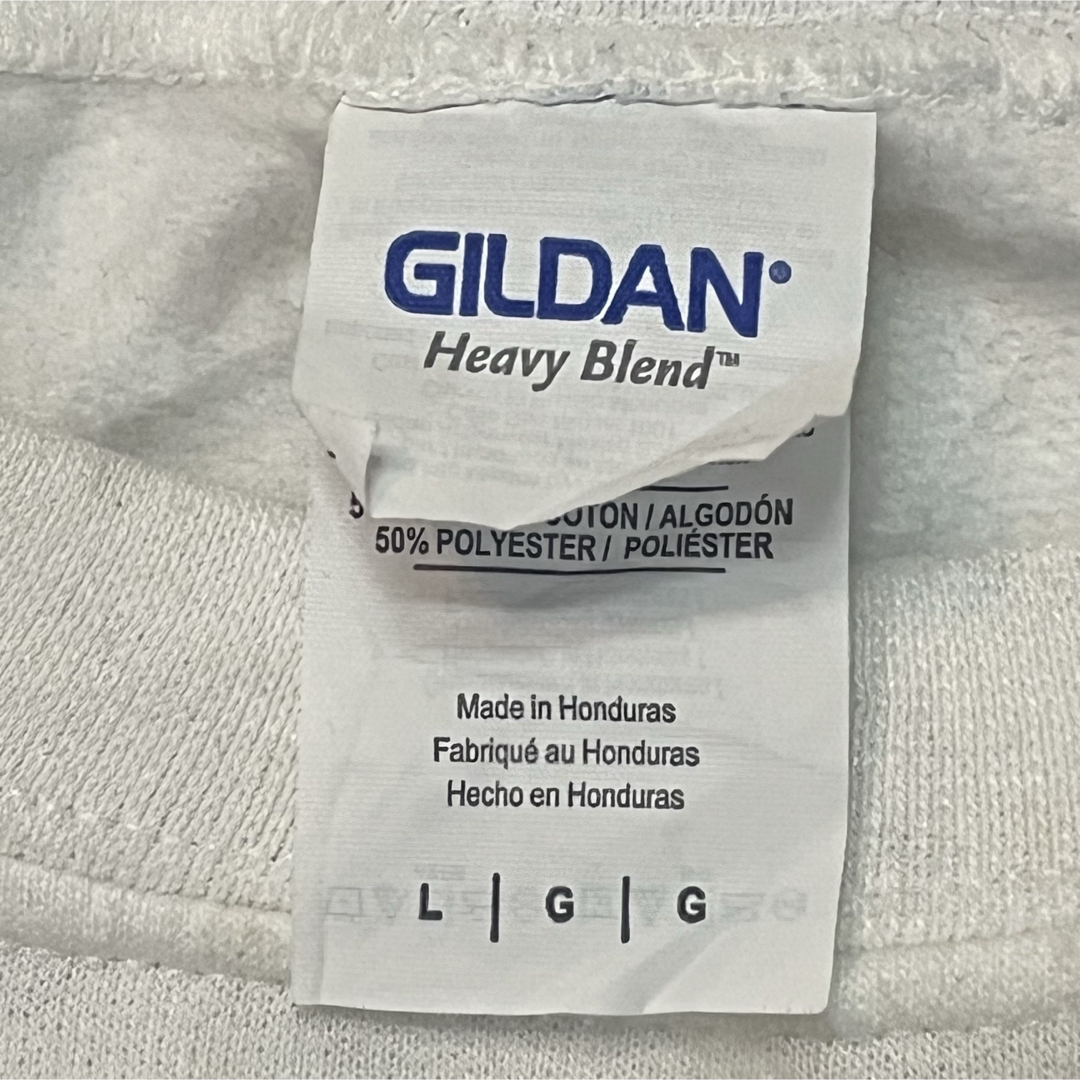 GILDAN®
Heavy Blend™
COTON / ALGODÓN
50% POLYESTER / POLIÉSTER
Made in Honduras
Fabriqué au Honduras
Hecho en Honduras
L | G | G